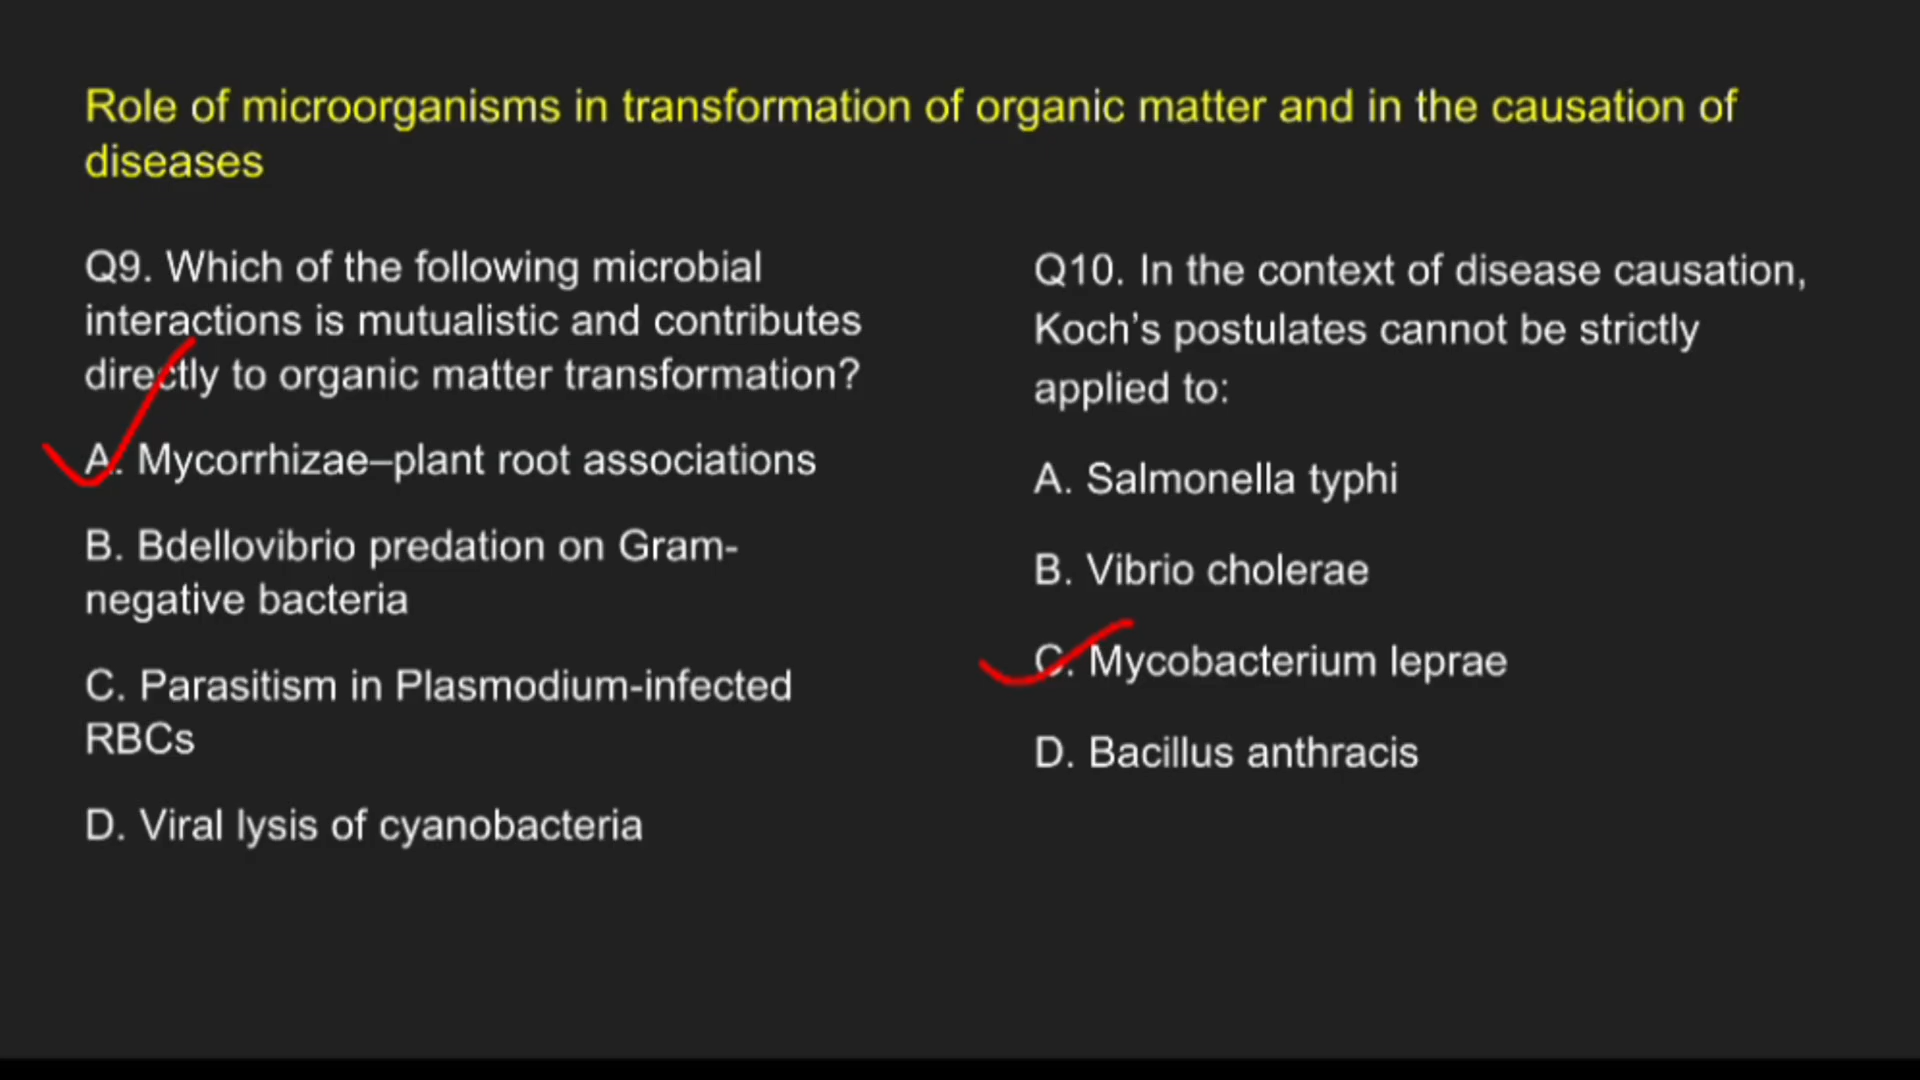 Role of microorganisms in transformation of organic matter and in the causation of
diseases
Q9. Which of the following microbial
interactions is mutualistic and contributes
directly to organic matter transformation?
A. Mycorrhizae–plant root associations
B. Bdellovibrio predation on Gram-
negative bacteria
C. Parasitism in Plasmodium-infected
RBCs
D. Viral lysis of cyanobacteria
Q10. In the context of disease causation,
Koch’s postulates cannot be strictly
applied to:
A. Salmonella typhi
B. Vibrio cholerae
C. Mycobacterium leprae
D. Bacillus anthracis